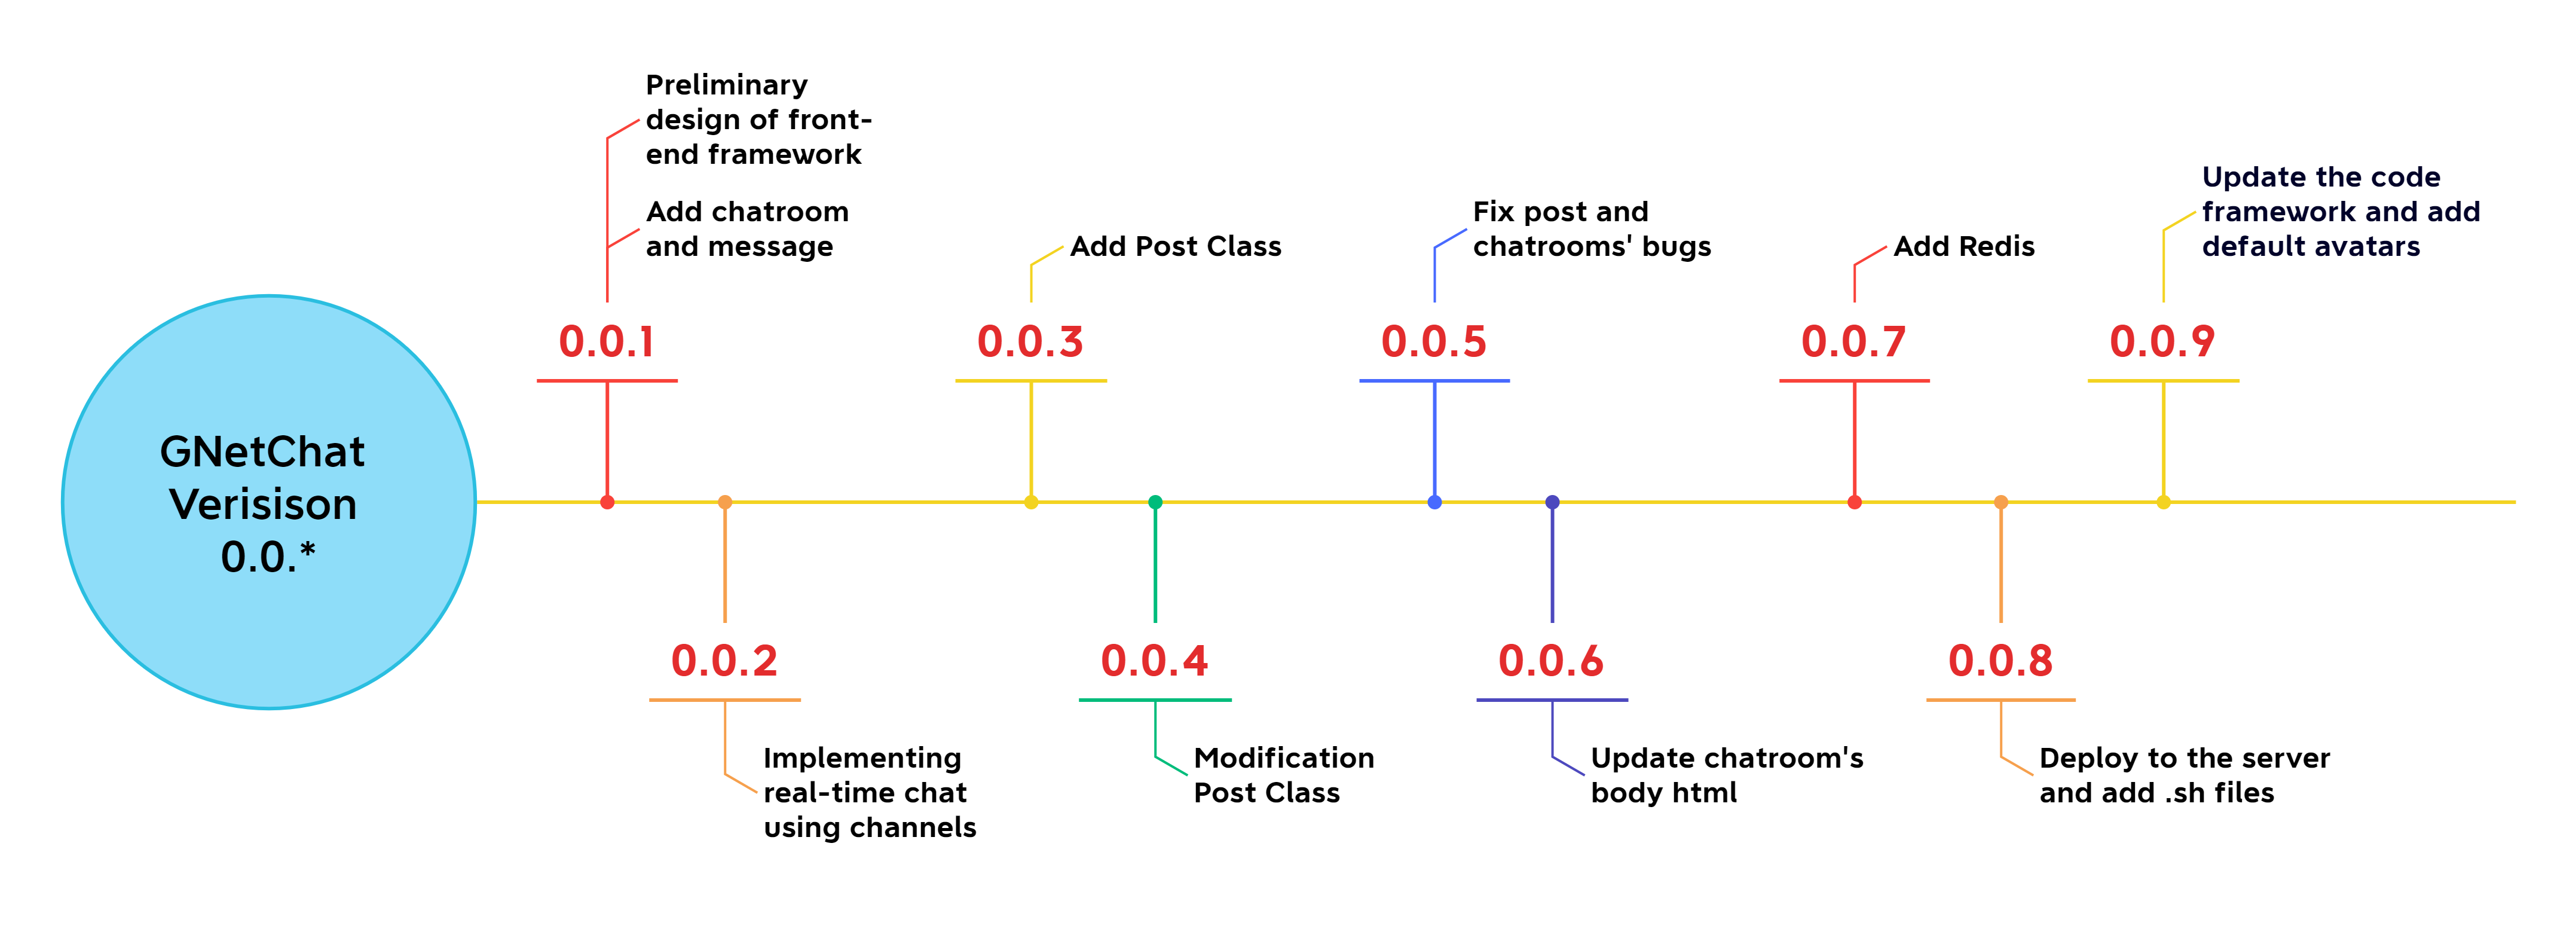 GNetChat
Verisison
0.0.*
Preliminary
design of front-
end framework
Add chatroom
and message
0.0.1
Implementing
real-time chat
using channels
0.0.2
Add Post Class
0.0.3
Modification
Post Class
0.0.4
Fix post and
chatrooms' bugs
0.0.5
Update chatroom's
body html
0.0.6
Add Redis
0.0.7
Deploy to the server
and add .sh files
0.0.8
Update the code
framework and add
default avatars
0.0.9